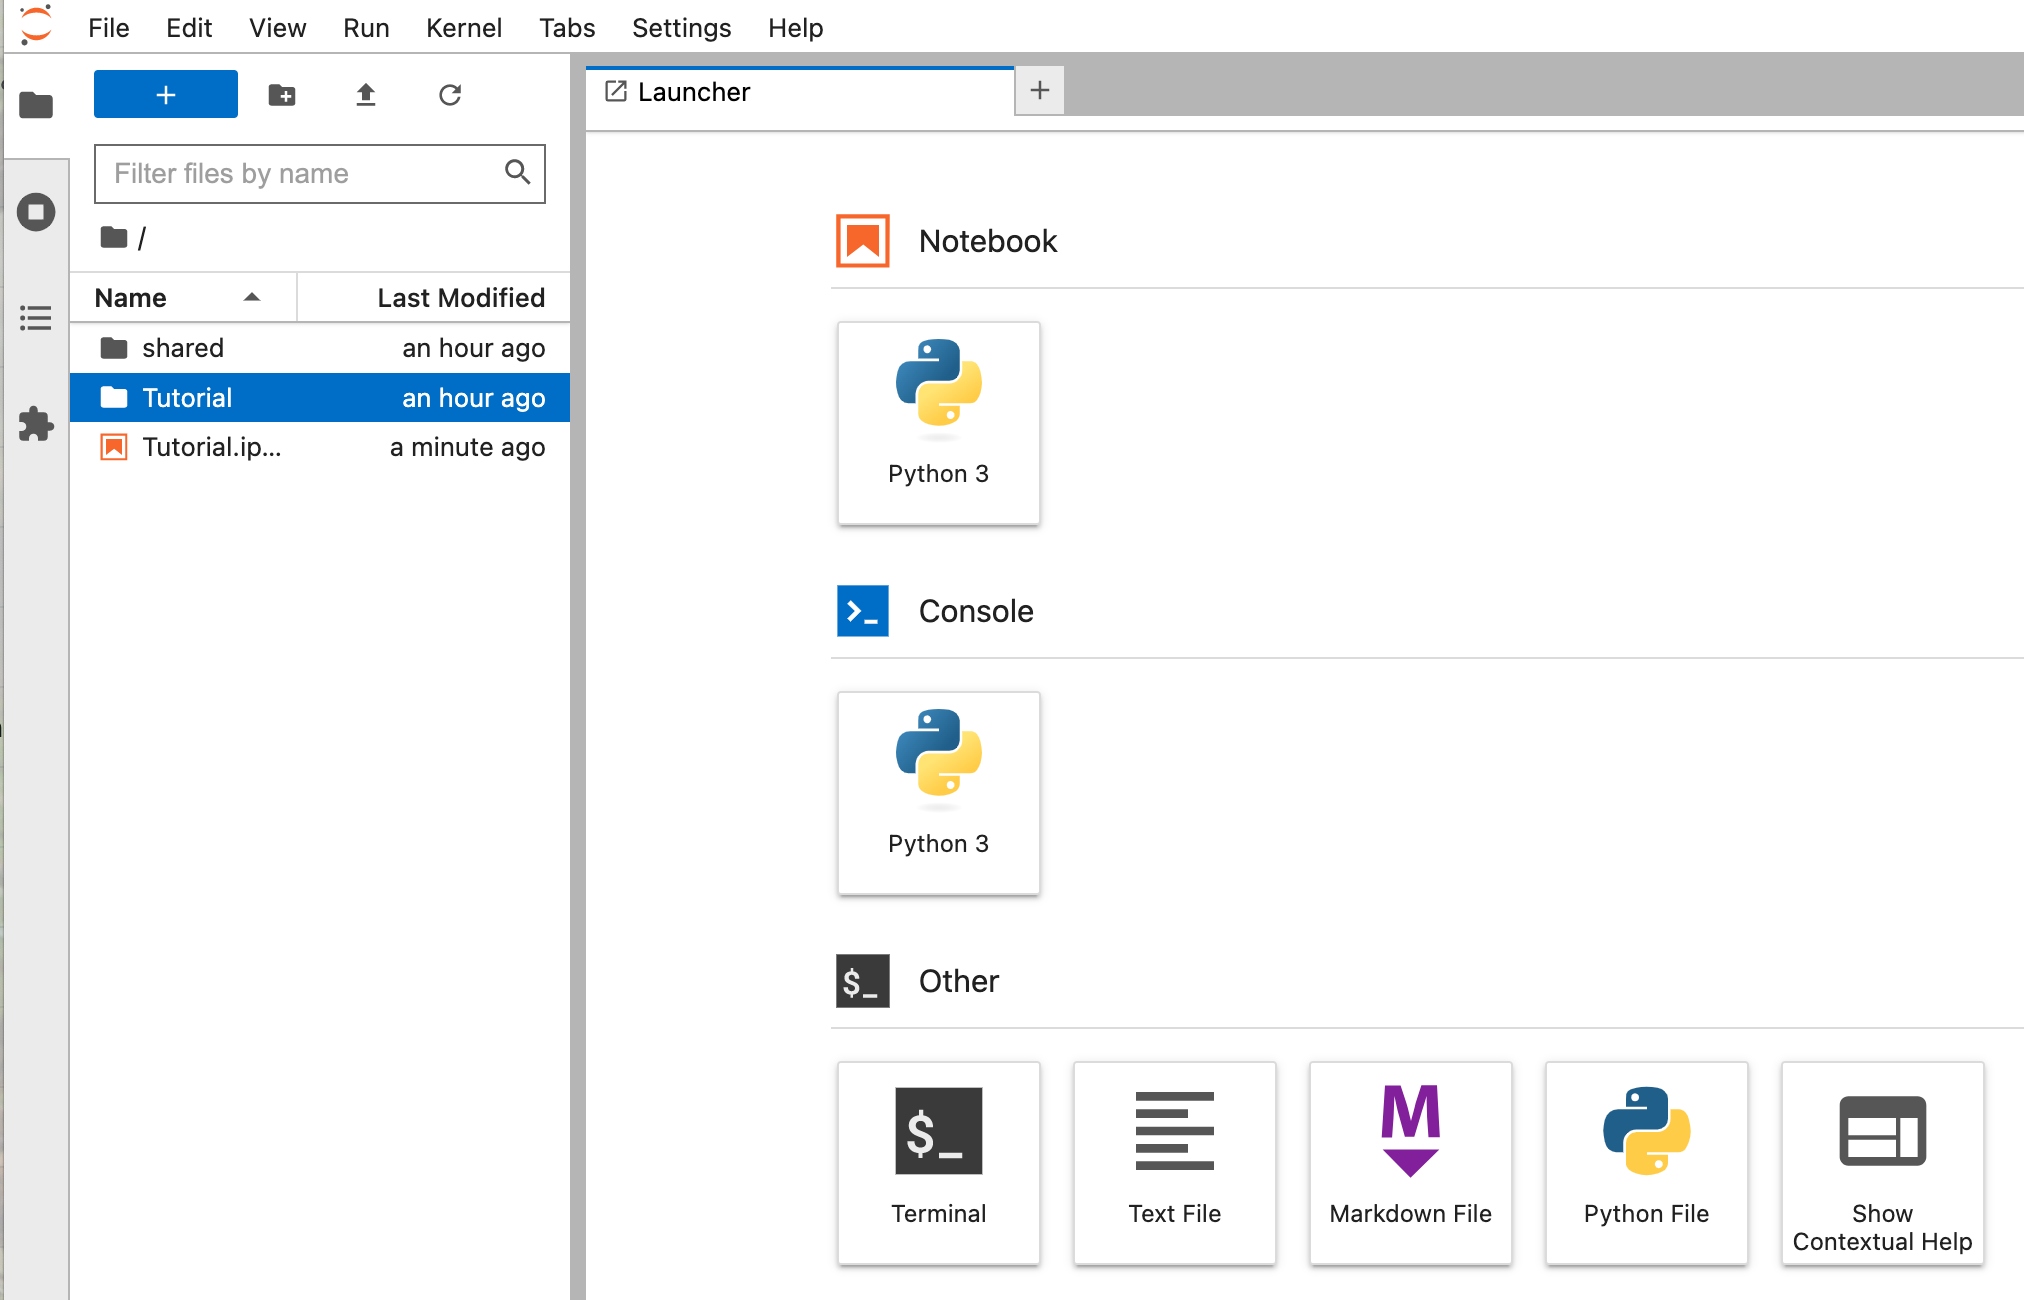 File Edit View Run Kernel Tabs Settings Help
+
Launcher
+
Filter files by name
/
Name Last Modified
shared an hour ago
Tutorial an hour ago
Tutorial.ip... a minute ago
Notebook
Python 3
Console
Python 3
$_ Other
$_
M
Terminal
Text File
Markdown File
Python File
Show
Contextual Help